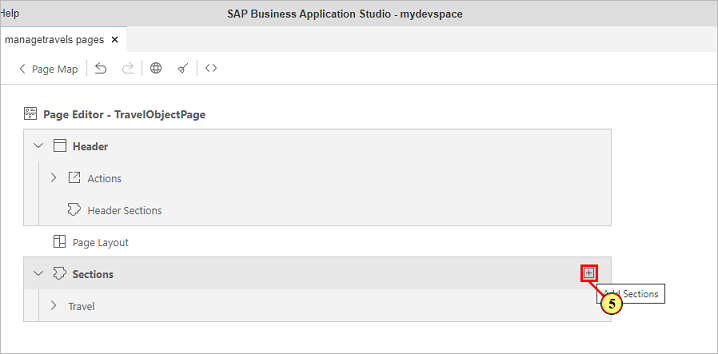 Help
SAP Business Application Studio - mydevspace
managetravels pages ×
Page Map
Page Editor - TravelObjectPage
Header
Actions
Header Sections
Page Layout
Sections
Add Sections
5
Travel